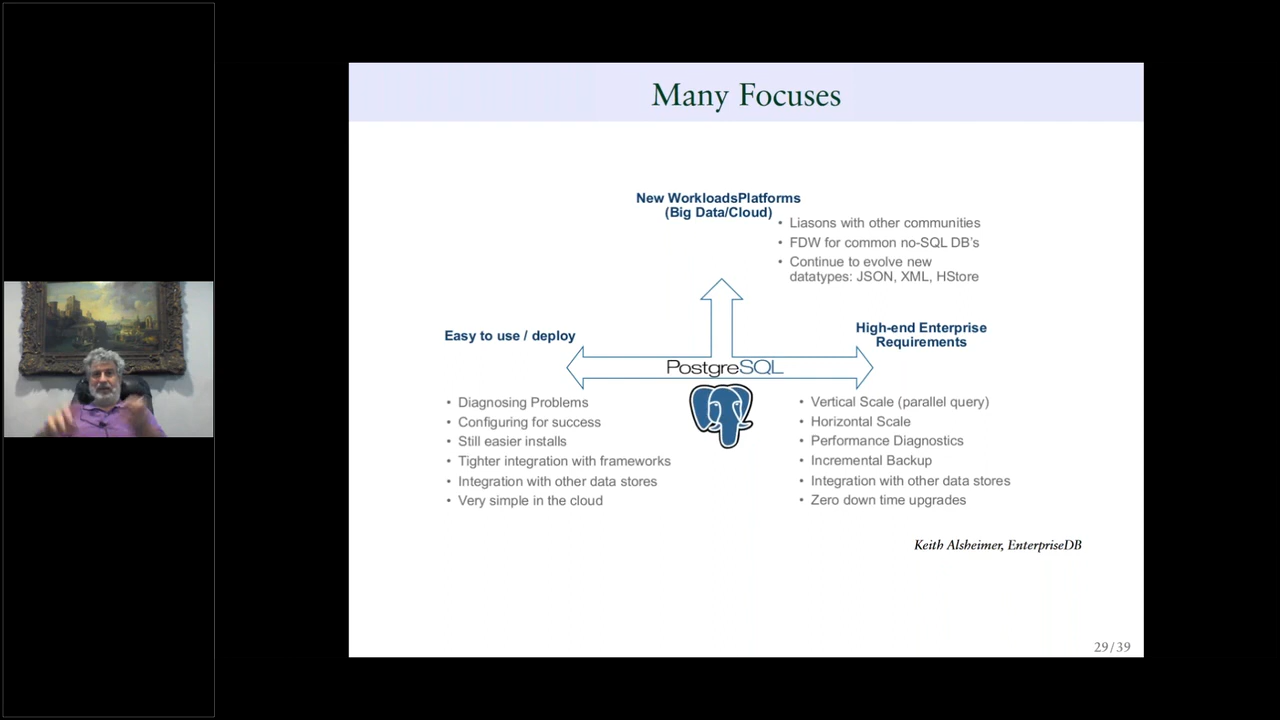 Many Focuses
New WorkloadsPlatforms
(Big Data/Cloud)
• Liasons with other communities
• FDW for common no-SQL DB's
• Continue to evolve new
datatypes: JSON, XML, HStore
Easy to use / deploy
High-end Enterprise
Requirements
PostgreSQL
• Diagnosing Problems
• Configuring for success
• Still easier installs
• Tighter integration with frameworks
• Integration with other data stores
• Very simple in the cloud
• Vertical Scale (parallel query)
• Horizontal Scale
• Performance Diagnostics
• Incremental Backup
• Integration with other data stores
• Zero down time upgrades
Keith Alsheimer, EnterpriseDB
29/39